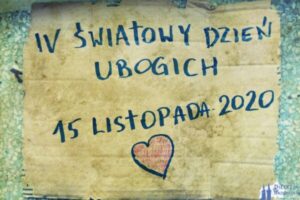 IV ŚWIATOWY DZIEŃ
UBOGICH
15 LISTOPADA 2020